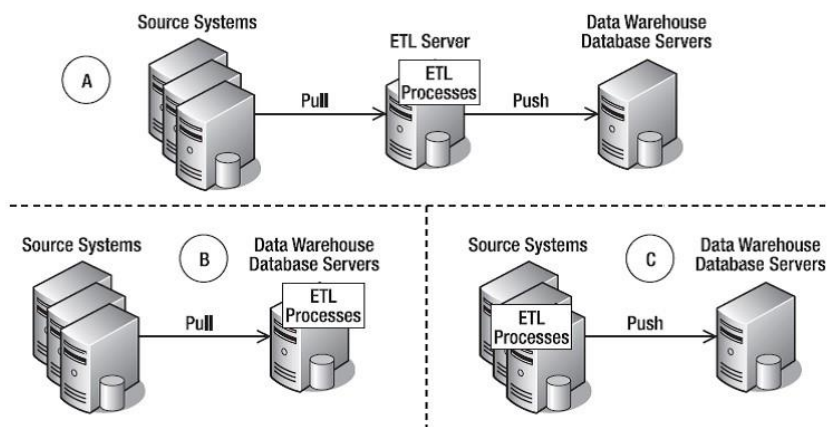 Source Systems
ETL Server
Data Warehouse
Database Servers
A
ETL
Processes
Pull
Push
Source Systems
B
Data Warehouse
Database Servers
ETL
Processes
Pull
Source Systems
C
Data Warehouse
Database Servers
ETL
Processes
Push